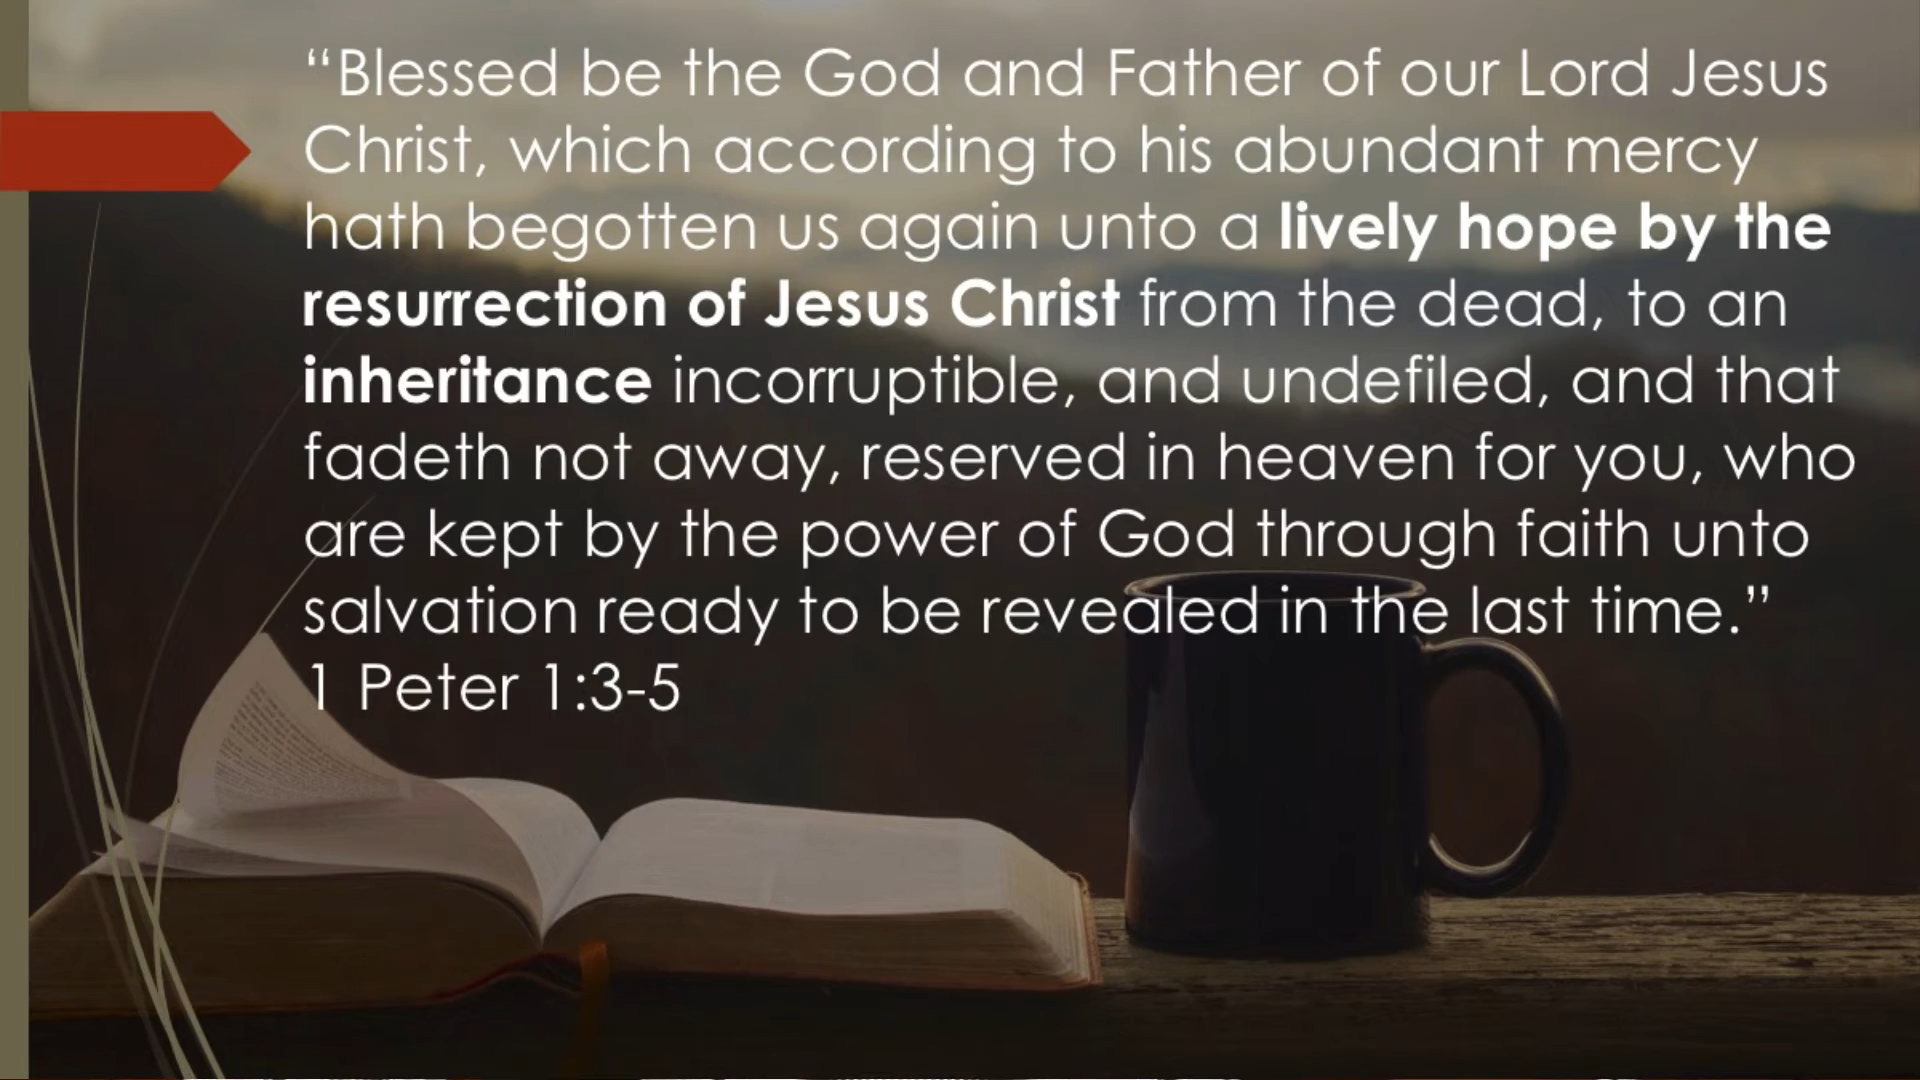 “Blessed be the God and Father of our Lord Jesus
Christ, which according to his abundant mercy
hath begotten us again unto a lively hope by the
resurrection of Jesus Christ from the dead, to an
inheritance incorruptible, and undefiled, and that
fadeth not away, reserved in heaven for you, who
are kept by the power of God through faith unto
salvation ready to be revealed in the last time.”
1 Peter 1:3-5